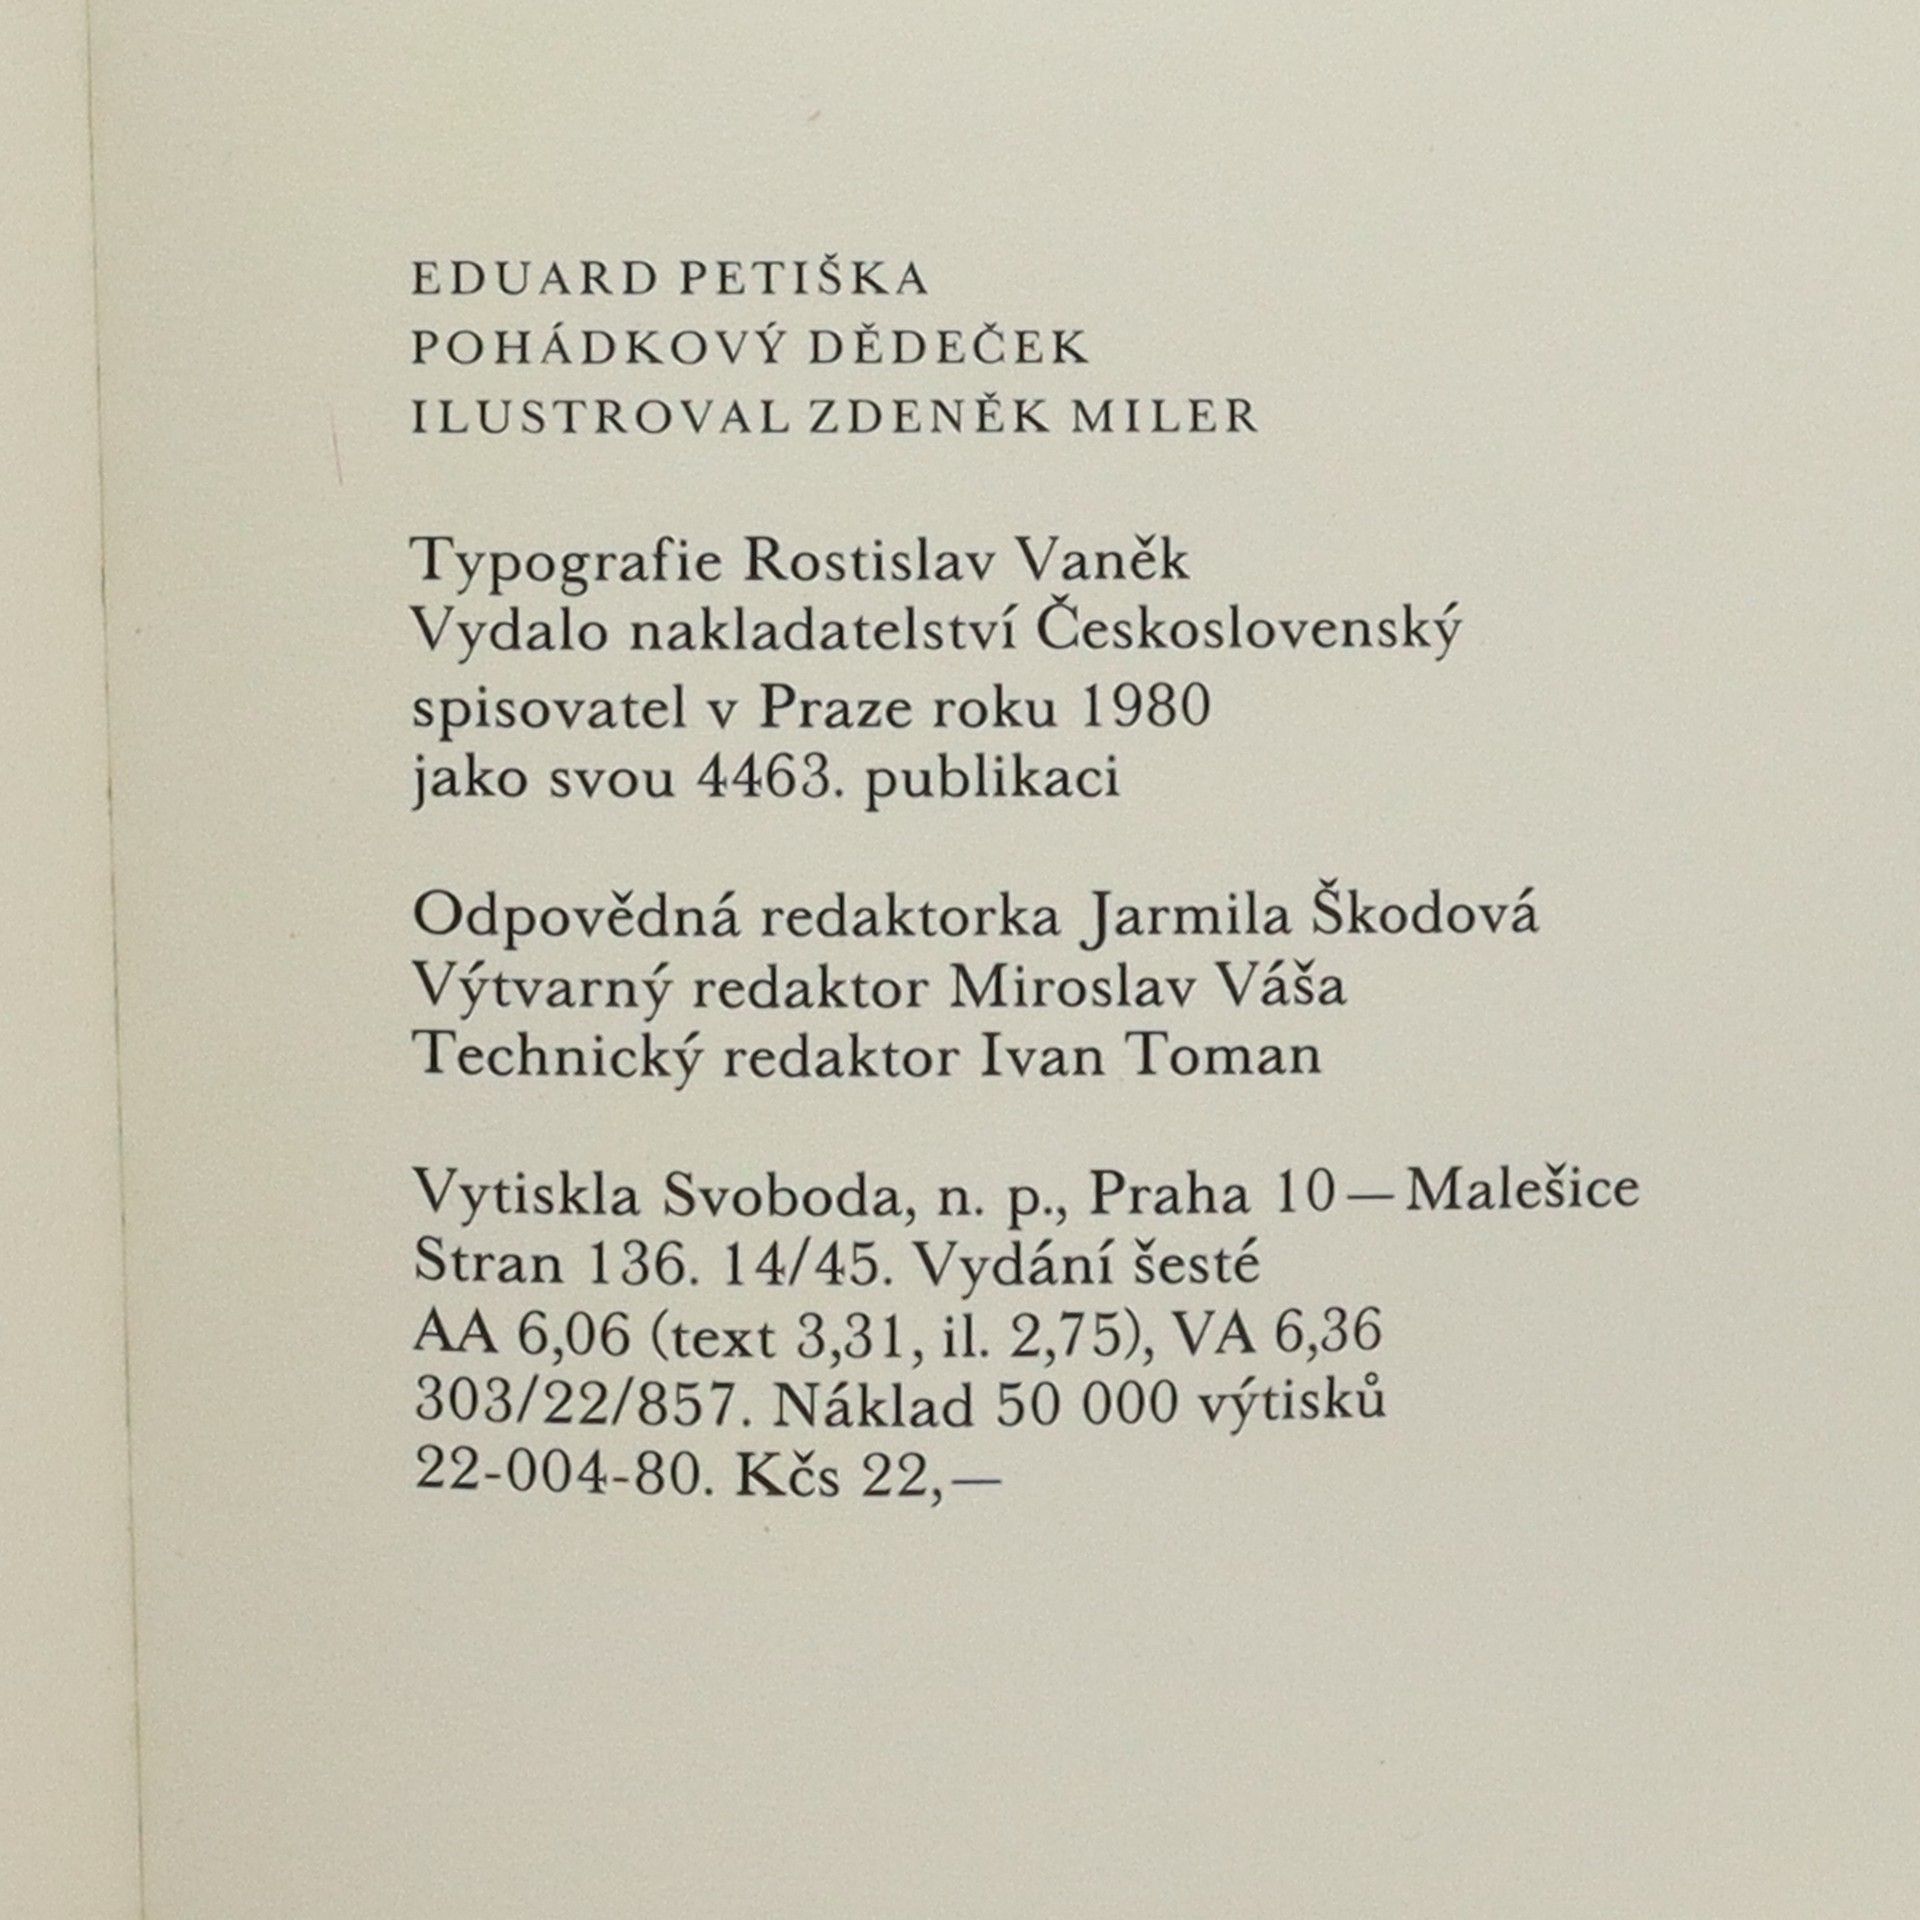 EDUARD PETIŠKA
POHÁDKOVÝ DĚDEČEK
ILUSTROVAL ZDENĚK MILER
Typografie Rostislav Vaněk
Vydalo nakladatelství Československý
spisovatel v Praze roku 1980
jako svou 4463. publikaci
Odpovědná redaktorka Jarmila Škodová
Výtvarný redaktor Miroslav Váša
Technický redaktor Ivan Toman
Vytiskla Svoboda, n. p., Praha 10—Malešice
Stran 136. 14/45. Vydání šesté
AA 6,06 (text 3,31, il. 2,75), VA 6,36
303/22/857. Náklad 50 000 výtisků
22-004-80. Kčs 22,—